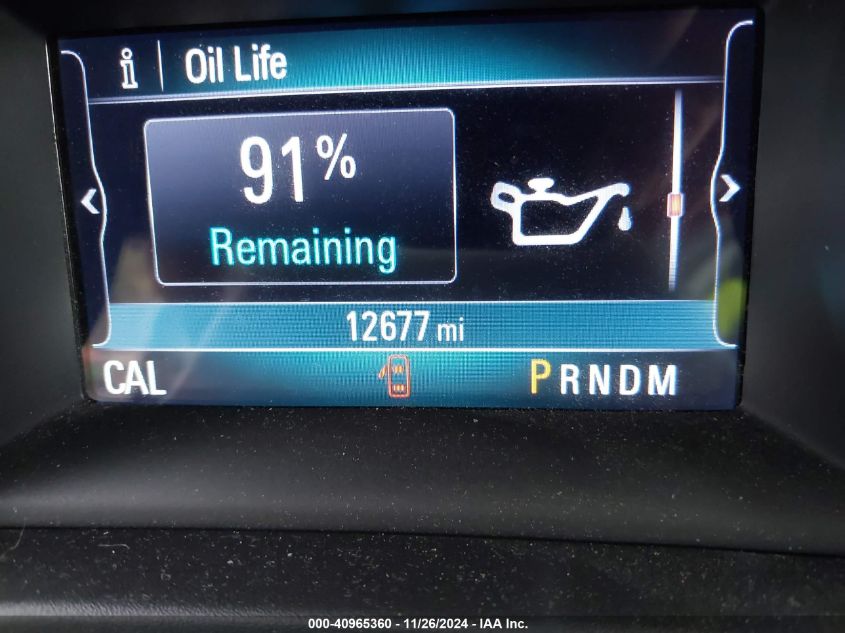 i Oil Life
91%
Remaining
12677 mi
CAL PRNDM
000-40965360 - 11/26/2024 - IAA Inc.